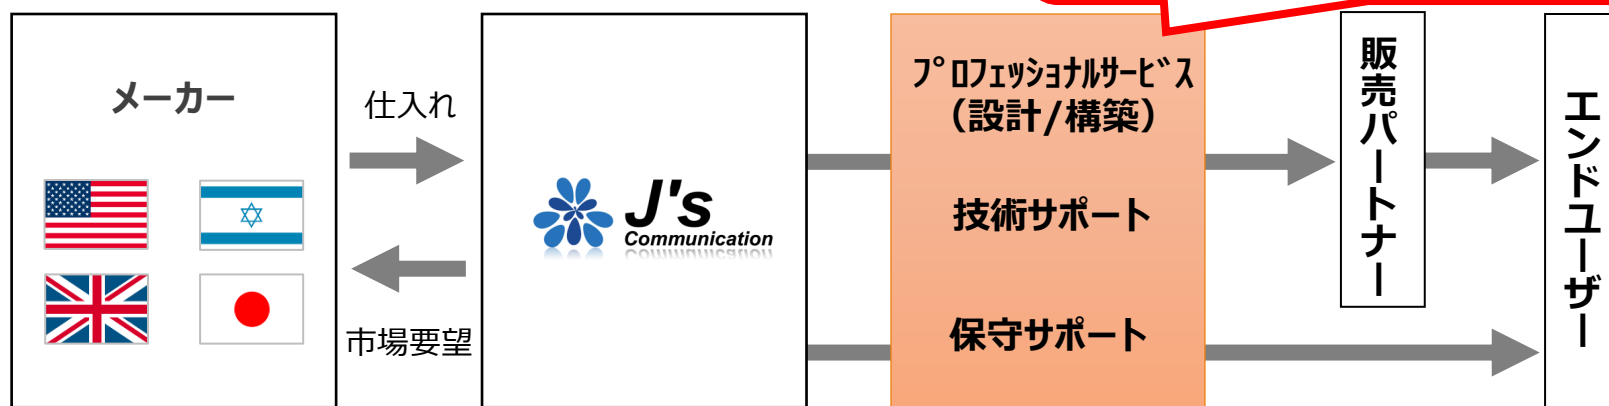 メーカー
仕入れ
市場要望
J's
Communication
プロフェッショナルサービス
（設計/構築）
技術サポート
保守サポート
販売パートナー
エンドユーザー